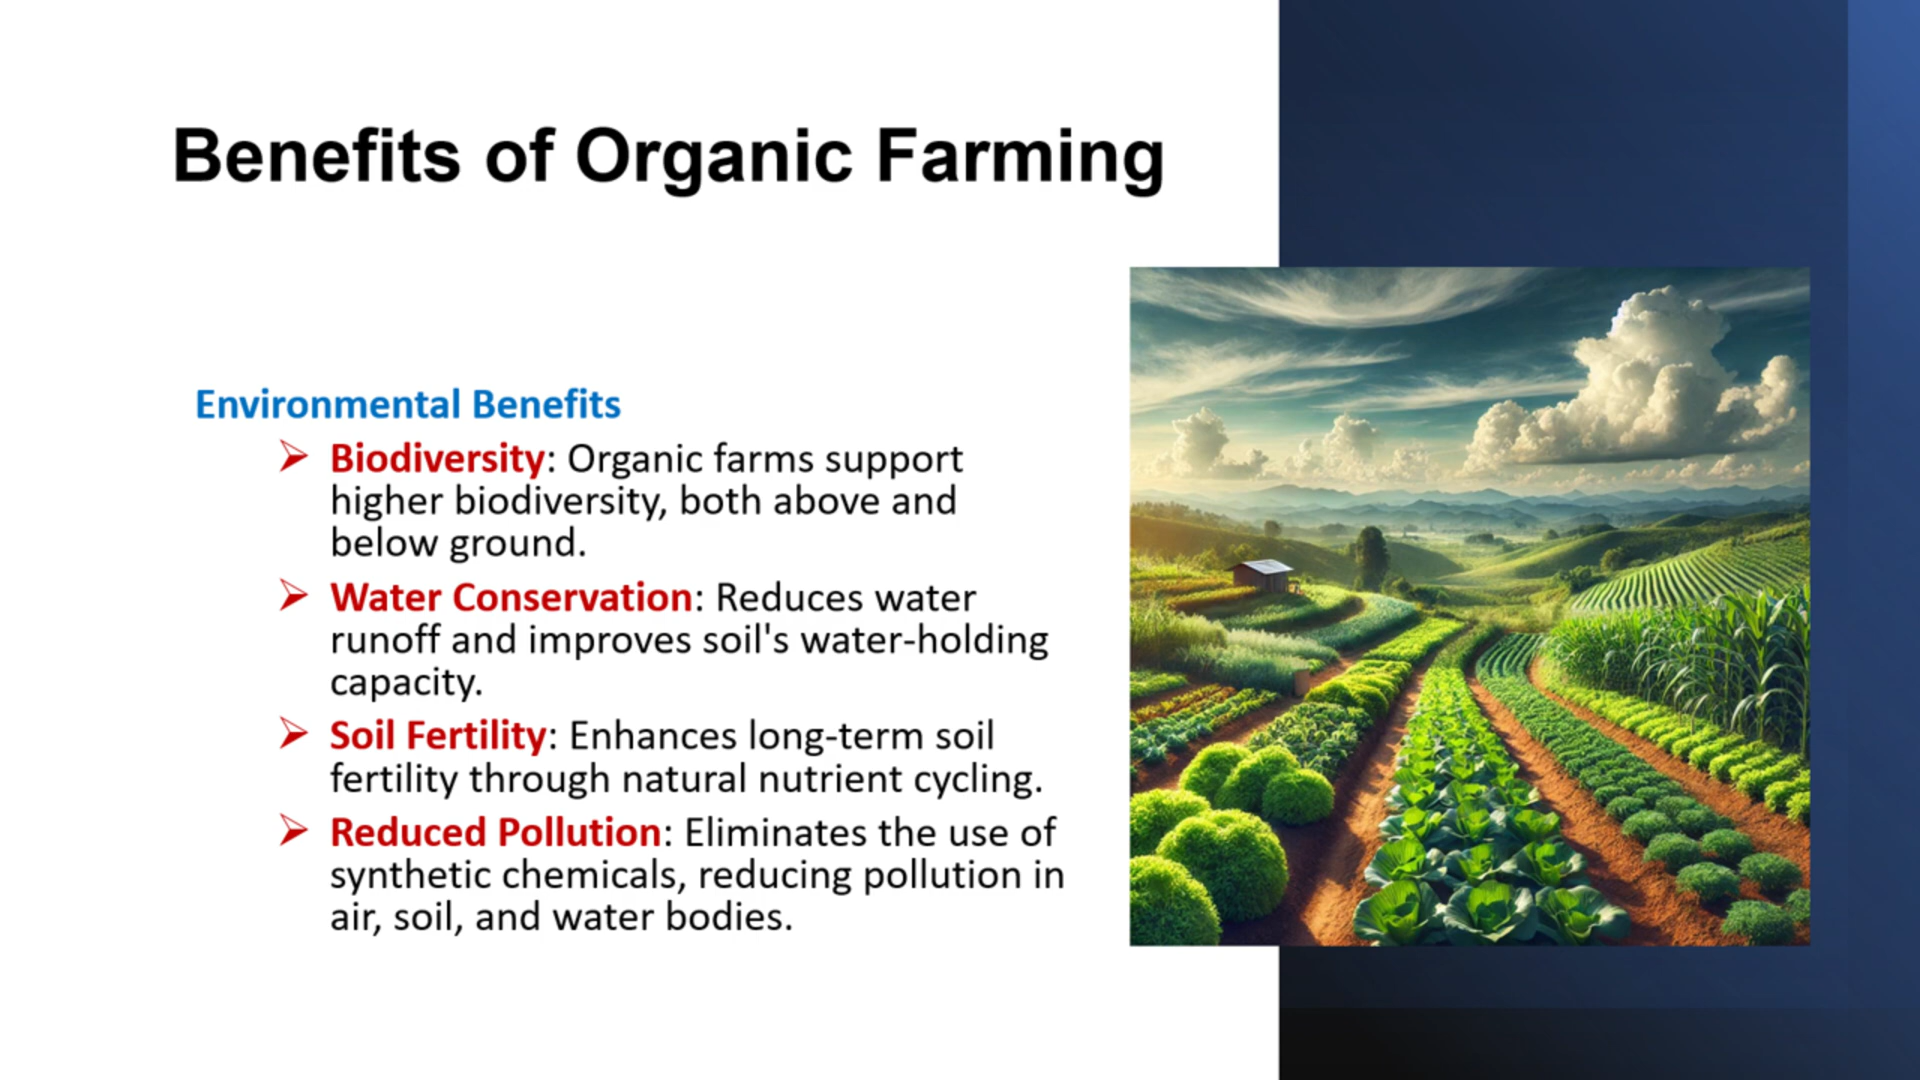 Benefits of Organic Farming
Environmental Benefits
Biodiversity: Organic farms support
higher biodiversity, both above and
below ground.
Water Conservation: Reduces water
runoff and improves soil's water-holding
capacity.
Soil Fertility: Enhances long-term soil
fertility through natural nutrient cycling.
Reduced Pollution: Eliminates the use of
synthetic chemicals, reducing pollution in
air, soil, and water bodies.